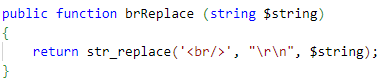 public function brReplace (string $string)
{
    return str_replace('<br/>', "\r\n", $string);
}